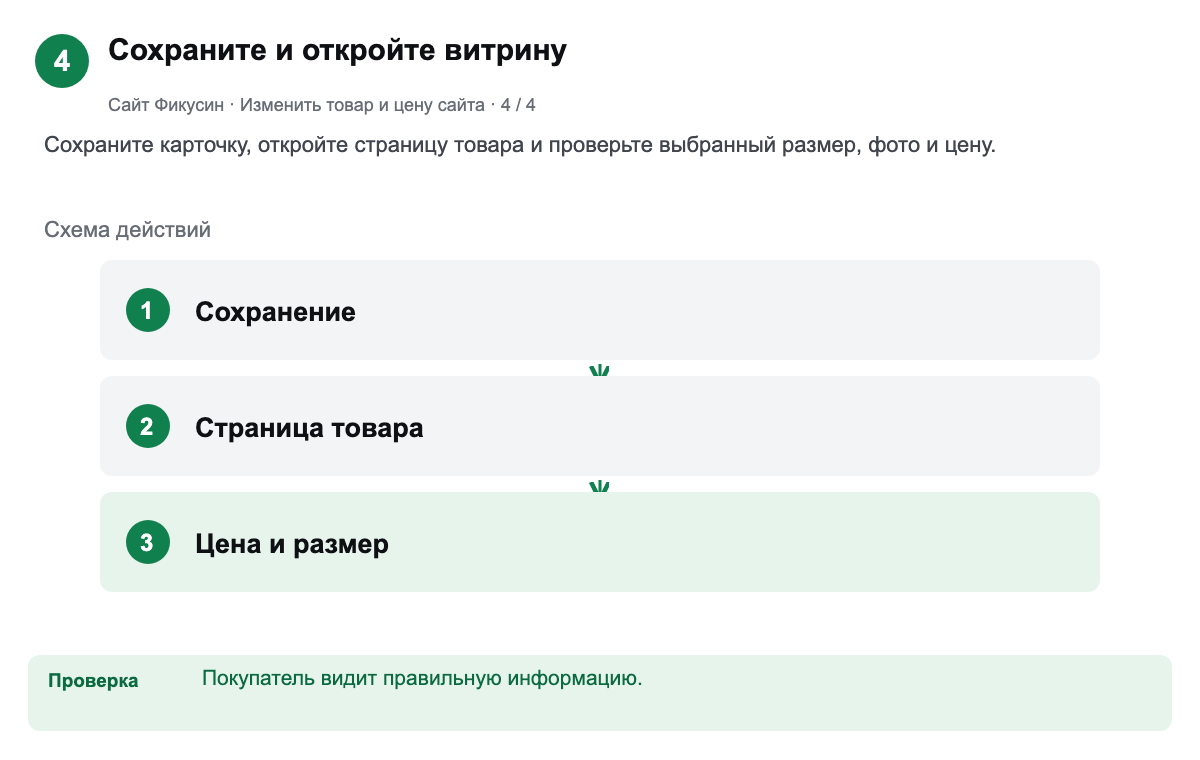 4
Сохраните и откройте витрину
Сайт Фикусин · Изменить товар и цену сайта · 4 / 4
Сохраните карточку, откройте страницу товара и проверьте выбранный размер, фото и цену.
Схема действий
1 Сохранение
2 Страница товара
3 Цена и размер
Проверка Покупатель видит правильную информацию.